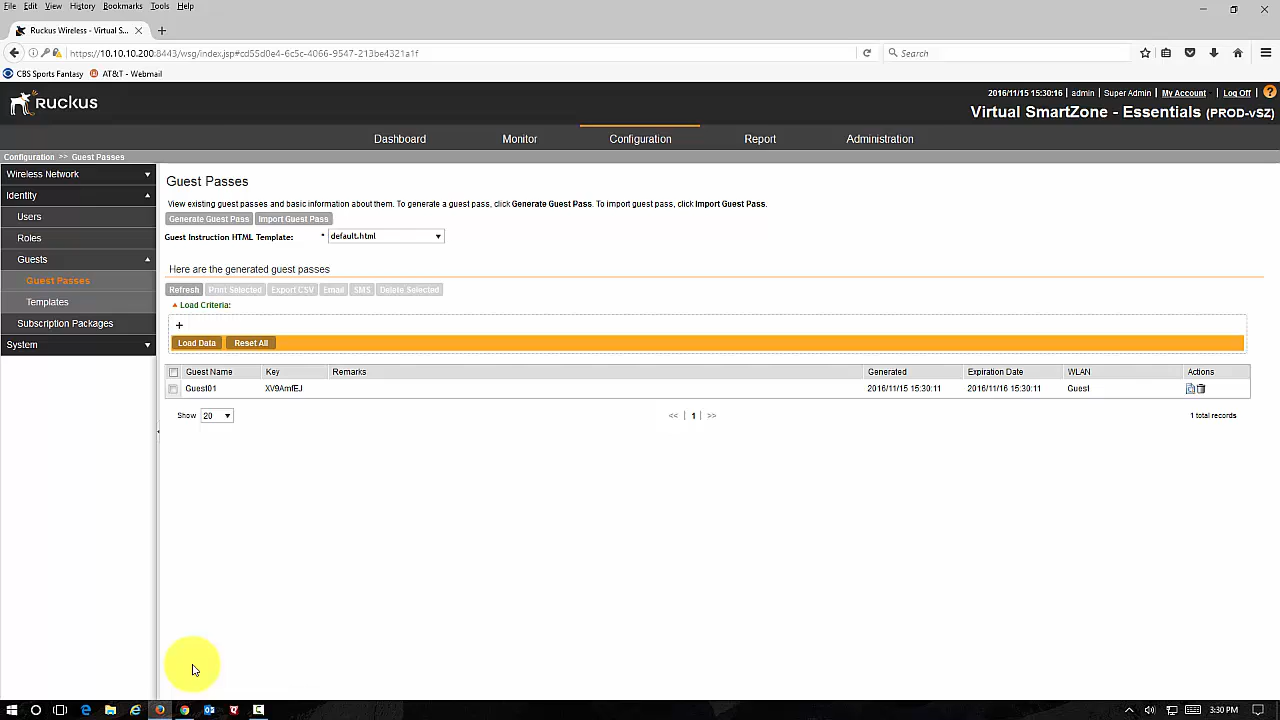 File Edit View History Bookmarks Tools Help
Ruckus Wireless - Virtual S...
https://10.10.10.200:8443/wsg/index.jsp#cd55d0e4-6c5c-4066-9547-213be4321a1f
Search
CBS Sports Fantasy AT&T - Webmail
RUCKUS
2016/11/15 15:30:16 | admin | Super Admin | My Account | Log Off ?
Virtual SmartZone - Essentials (PROD-vSZ)
Dashboard Monitor Configuration Report Administration
Configuration >> Guest Passes
Wireless Network
Identity
Users
Roles
Guests
Guest Passes
Templates
Subscription Packages
System
Guest Passes
View existing guest passes and basic information about them. To generate a guest pass, click Generate Guest Pass. To import guest pass, click Import Guest Pass.
Generate Guest Pass Import Guest Pass
Guest Instruction HTML Template: * default.html
Here are the generated guest passes
Refresh Print Selected Export CSV Email SMS Delete Selected
Load Criteria:
+
Load Data Reset All
Guest Name Key Remarks Generated Expiration Date WLAN Actions
Guest01 XV9AmfEJ 2016/11/15 15:30:11 2016/11/16 15:30:11 Guest
Show 20 << | 1 | >> 1 total records
3:30 PM